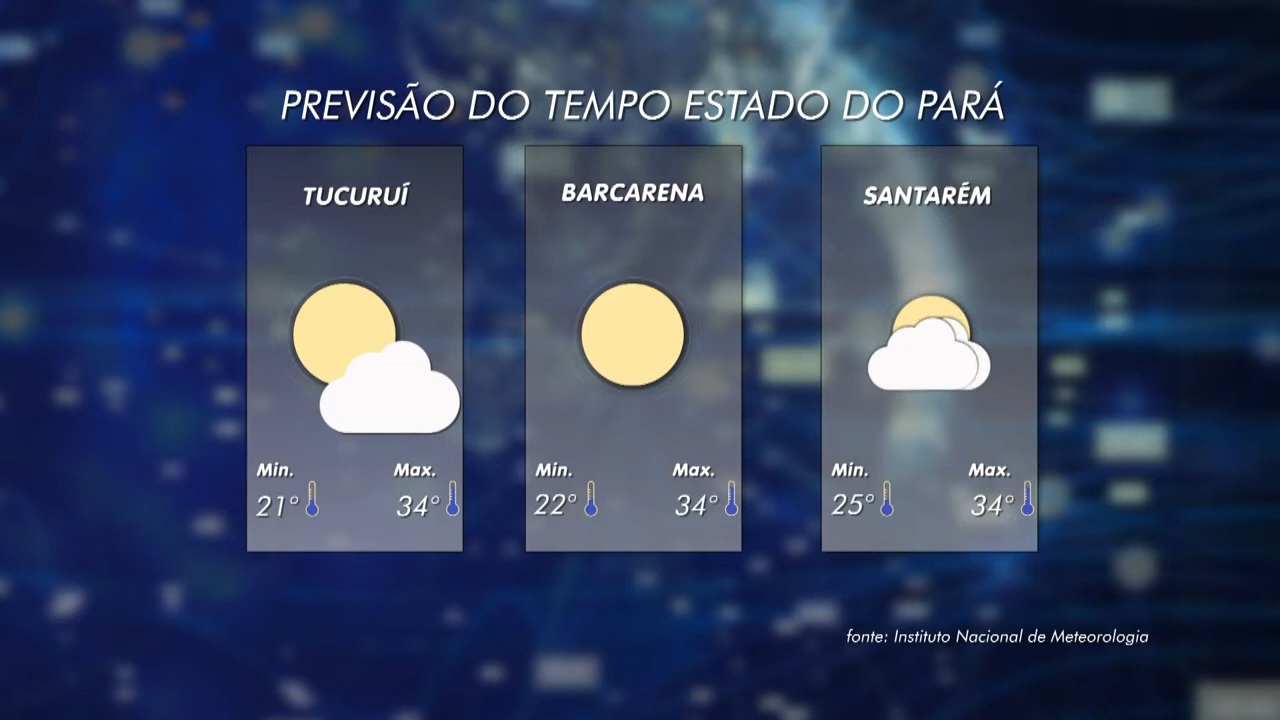 PREVISÃO DO TEMPO ESTADO DO PARÁ
TUCURUÍ
Min. Max.
21° 34°
BARCARENA
Min. Max.
22° 34°
SANTARÉM
Min. Max.
25° 34°
fonte: Instituto Nacional de Meteorologia